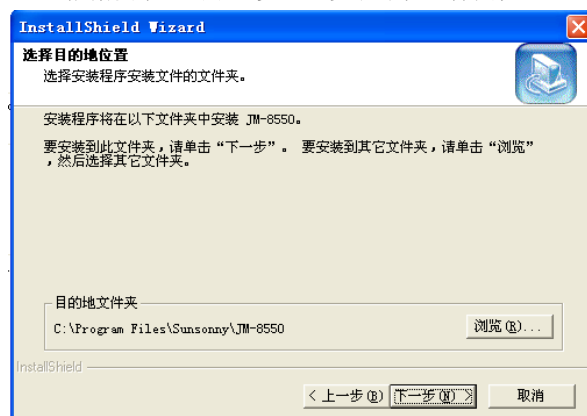 InstallShield Wizard
选择目的地位置
选择安装程序安装文件的文件夹。
安装程序将在以下文件夹中安装 JM-8550。
要安装到此文件夹，请单击“下一步”。 要安装到其它文件夹，请单击“浏览”
，然后选择其它文件夹。
目的地文件夹
C:\Program Files\Sunsonny\JM-8550
浏览(R)...
InstallShield
< 上一步(B) 下一步(N) > 取消